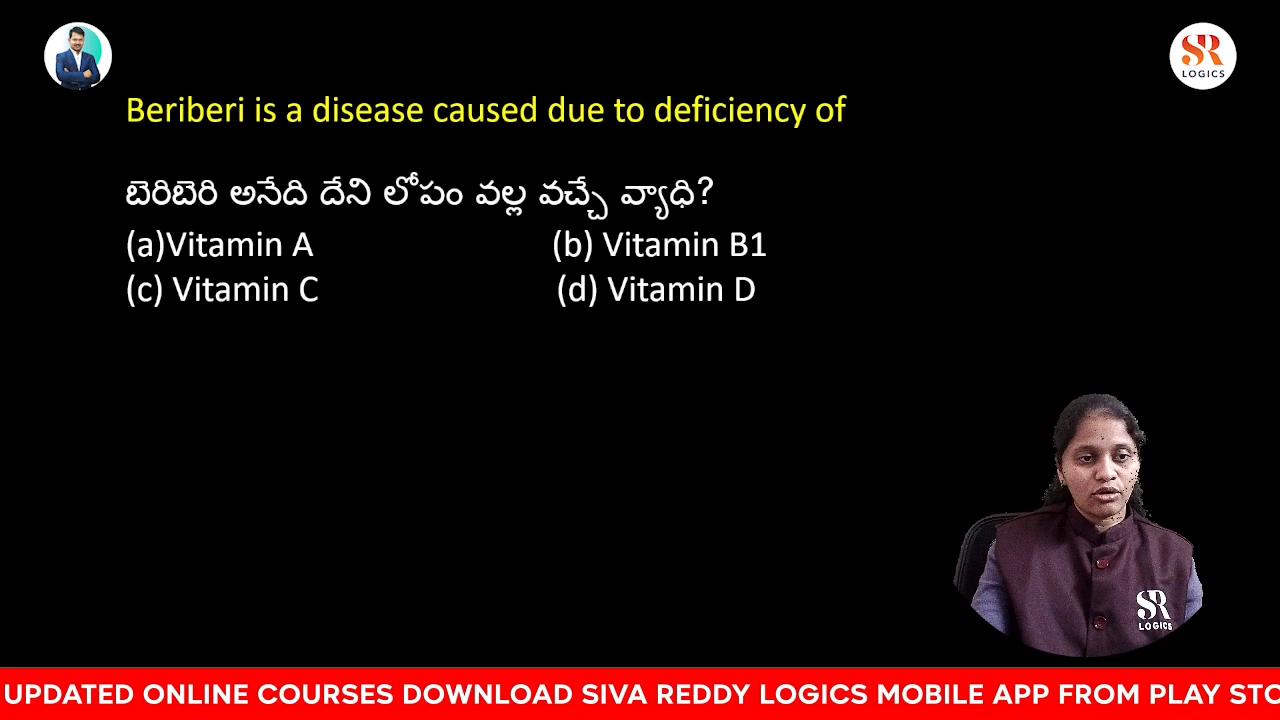 SR
LOGICS
Beriberi is a disease caused due to deficiency of
బెరిబెరి అనేది దేని లోపం వల్ల వచ్చే వ్యాధి?
(a)Vitamin A (b) Vitamin B1
(c) Vitamin C (d) Vitamin D
SR
LOGICS
UPDATED ONLINE COURSES DOWNLOAD SIVA REDDY LOGICS MOBILE APP FROM PLAY STO